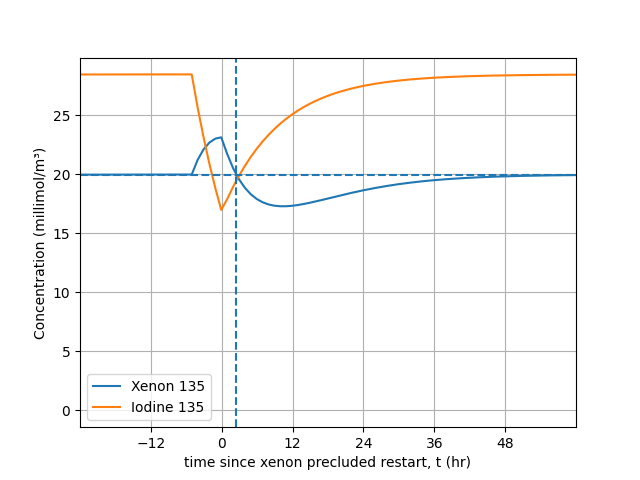 Concentration (millimol/m³)
25
20
15
10
5
0
Xenon 135
Iodine 135
−12 0 12 24 36 48
time since xenon precluded restart, t (hr)